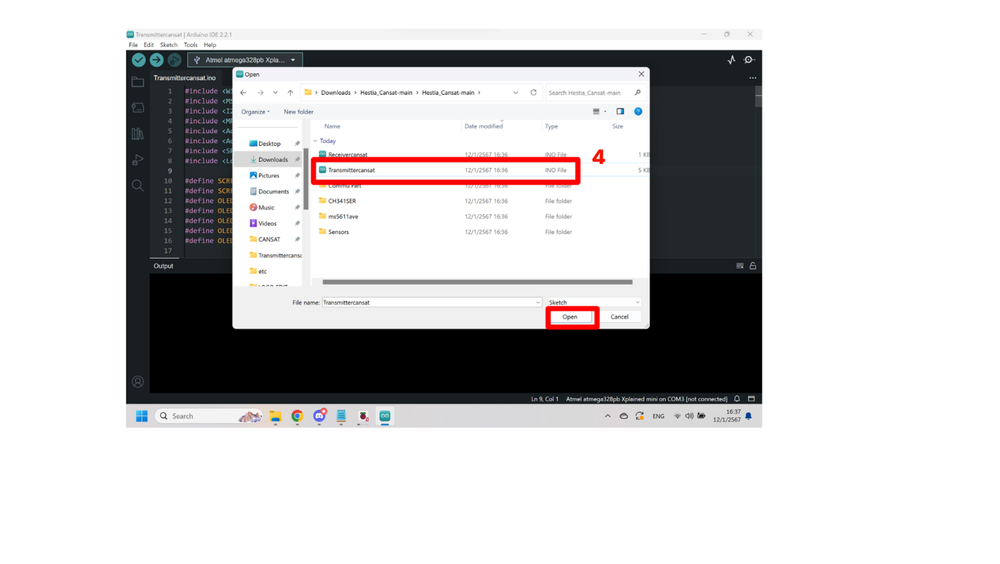 Transmittercansat | Arduino IDE 2.2.1
File Edit Sketch Tools Help
Atmel atmega328pb Xpla...
Transmittercansat.ino
1 #include
2 #include
3 #include
4 #include
5 #include
6 #include
7 #include
8 #include
9
10 #define
11 #define
12 #define
13 #define
14 #define
15 #define
16 #define
17
Output
Open
Downloads > Hestia_Cansat-main > Hestia_Cansat-main >
Search Hestia_Cansat-main
Organize New folder
Name Date modified Type Size
Today
Receivercansat 12/1/2567 16:36 INO File 1 KB
Transmittercansat 12/1/2567 16:36 INO File 5 KB
Commu Part 12/1/2567 16:36 File folder
CH341SER 12/1/2567 16:36 File folder
ms5611ave 12/1/2567 16:36 File folder
Sensors 12/1/2567 16:36 File folder
4
Desktop
Downloads
Pictures
Documents
Music
Videos
CANSAT
Transmittercansa
etc
File name: Transmittercansat
Sketch
Open Cancel
Ln 9, Col 1 Atmel atmega328pb Xplained mini on COM3 [not connected]
Search
ENG
16:37
12/1/2567